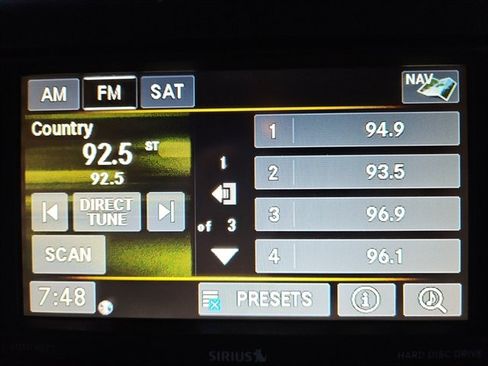 AM FM SAT NAV
Country
92.5 ST
92.5
DIRECT
TUNE
SCAN
1
of 3
1 94.9
2 93.5
3 96.9
4 96.1
7:48 PRESETS i
SIRIUS HARD DISC DRIVE